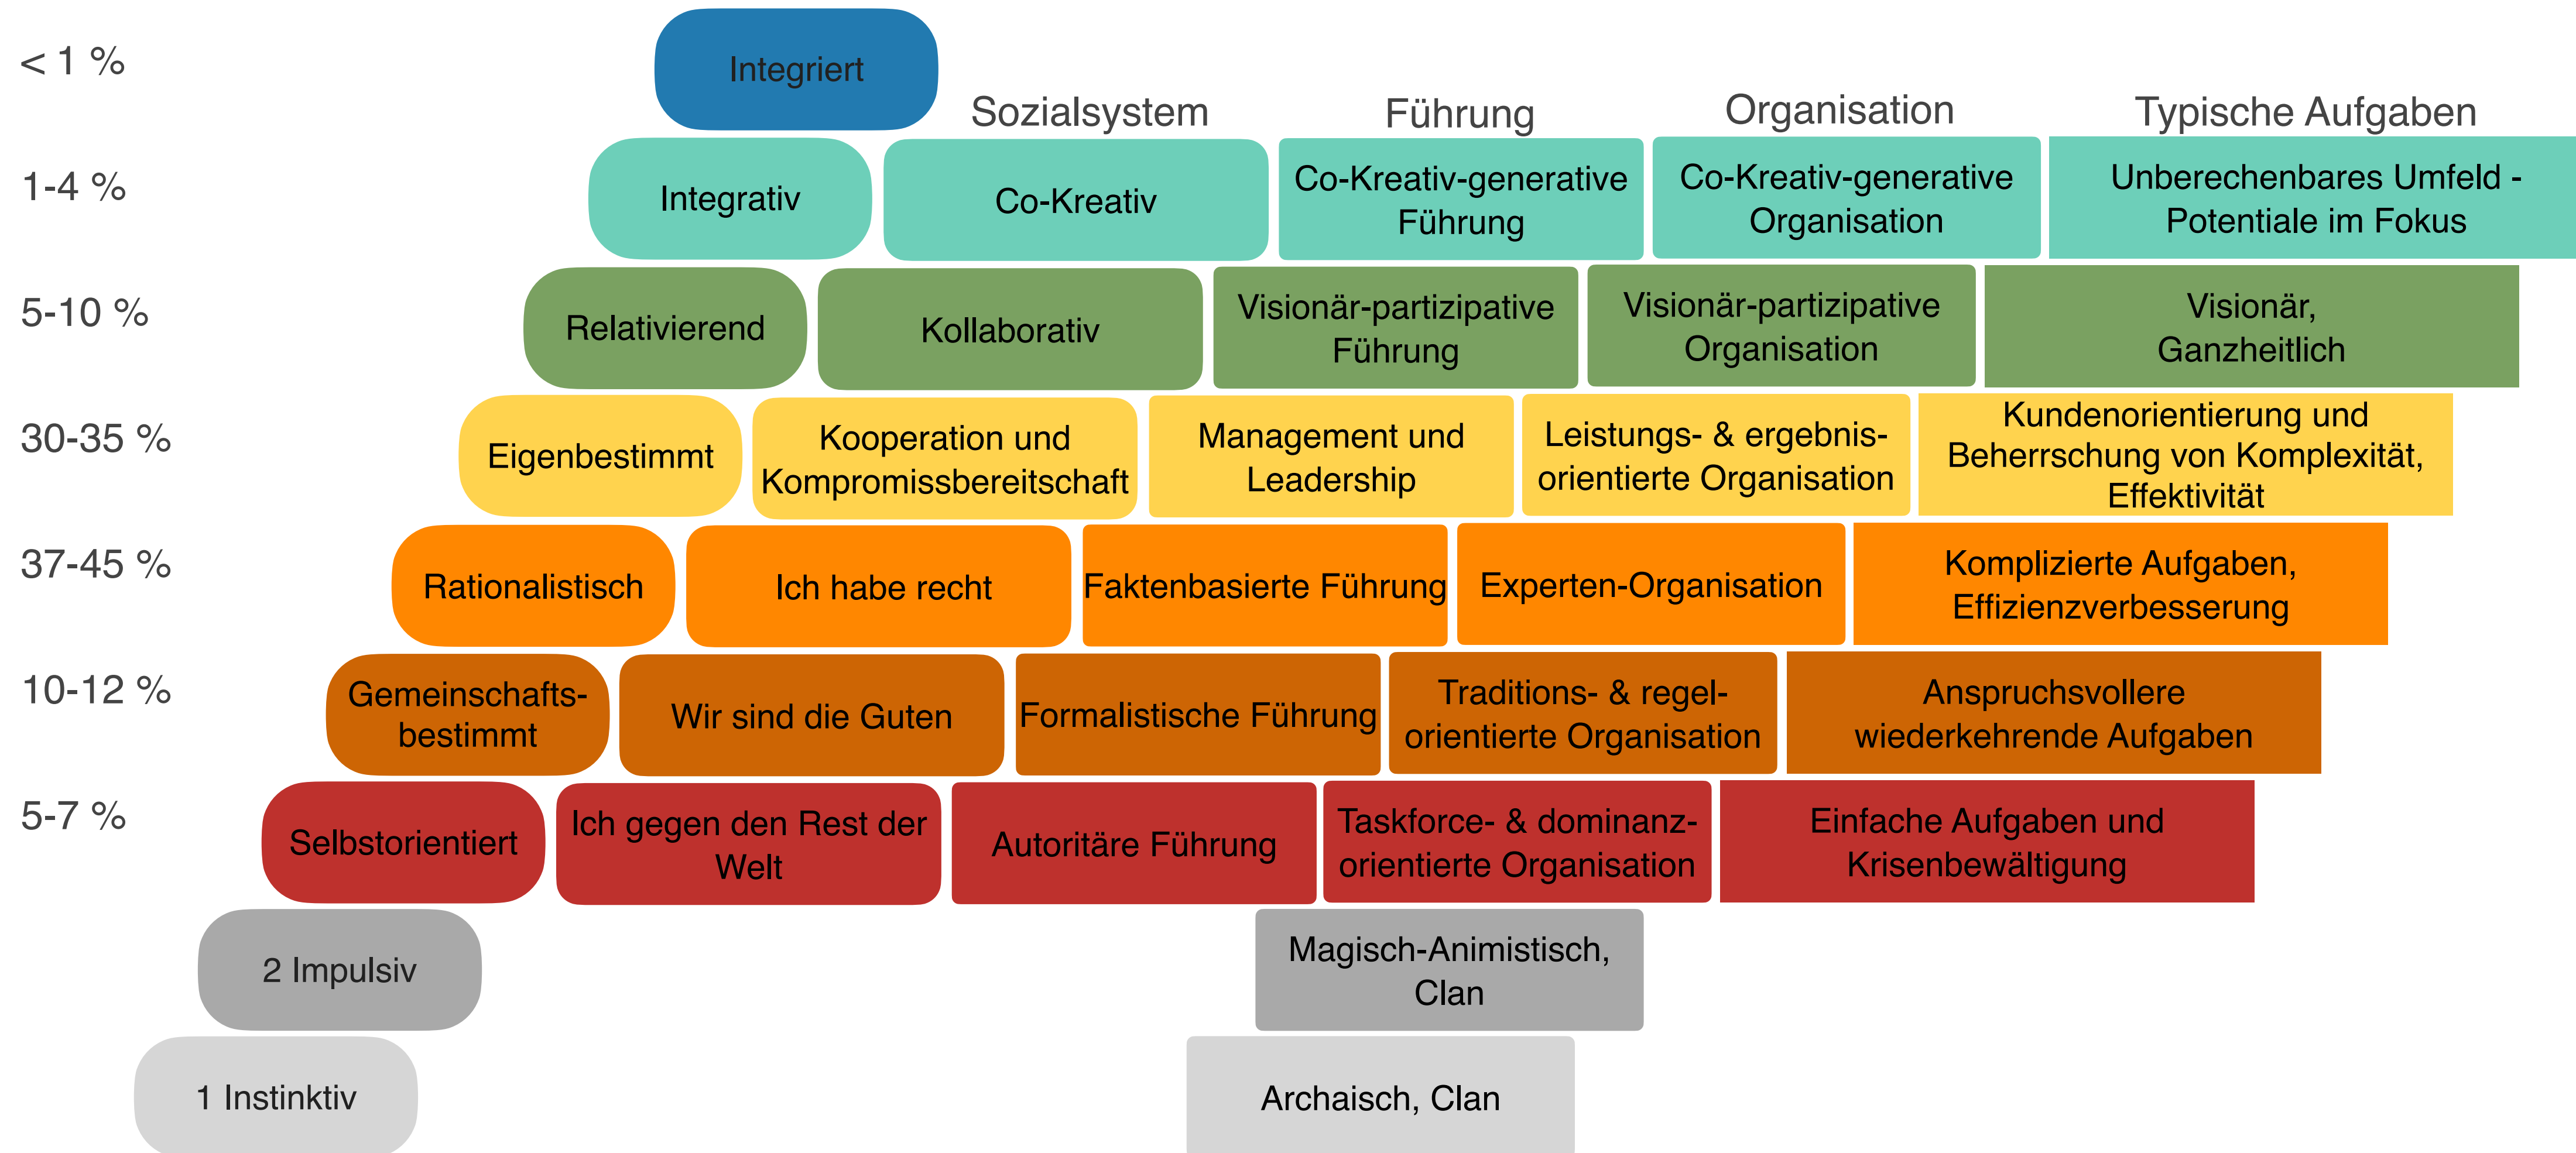 < 1 %
Integriert
Sozialsystem
Führung
Organisation
Typische Aufgaben
1-4 %
Integrativ
Co-Kreativ
Co-Kreativ-generative
Führung
Co-Kreativ-generative
Organisation
Unberechenbares Umfeld -
Potentiale im Fokus
5-10 %
Relativierend
Kollaborativ
Visionär-partizipative
Führung
Visionär-partizipative
Organisation
Visionär,
Ganzheitlich
30-35 %
Eigenbestimmt
Kooperation und
Kompromissbereitschaft
Management und
Leadership
Leistungs- & ergebnis-
orientierte Organisation
Kundenorientierung und
Beherrschung von Komplexität,
Effektivität
37-45 %
Rationalistisch
Ich habe recht
Faktenbasierte Führung
Experten-Organisation
Komplizierte Aufgaben,
Effizienzverbesserung
10-12 %
Gemeinschafts-
bestimmt
Wir sind die Guten
Formalistische Führung
Traditions- & regel-
orientierte Organisation
Anspruchsvollere
wiederkehrende Aufgaben
5-7 %
Selbstorientiert
Ich gegen den Rest der
Welt
Autoritäre Führung
Taskforce- & dominanz-
orientierte Organisation
Einfache Aufgaben und
Krisenbewältigung
2 Impulsiv
Magisch-Animistisch,
Clan
1 Instinktiv
Archaisch, Clan